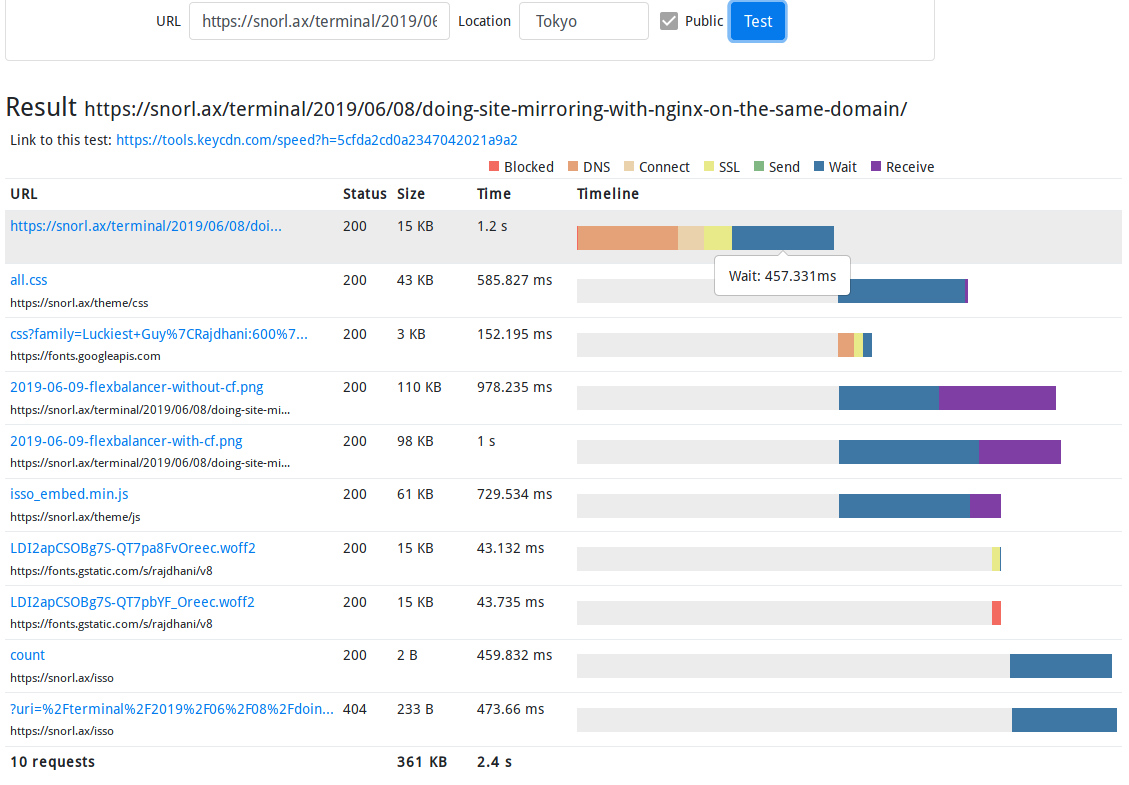 URL https://snorl.ax/terminal/2019/06 Location Tokyo Public Test
Result https://snorl.ax/terminal/2019/06/08/doing-site-mirroring-with-nginx-on-the-same-domain/
Link to this test: https://tools.keycdn.com/speed?h=5cfda2cd0a2347042021a9a2
Blocked DNS Connect SSL Send Wait Receive
URL Status Size Time Timeline
https://snorl.ax/terminal/2019/06/08/doi... 200 15 KB 1.2 s
Wait: 457.331ms
all.css 200 43 KB 585.827 ms
https://snorl.ax/theme/css
css?family=Luckiest+Guy%7CRajdhani:600%7... 200 3 KB 152.195 ms
https://fonts.googleapis.com
2019-06-09-flexbalancer-without-cf.png 200 110 KB 978.235 ms
https://snorl.ax/terminal/2019/06/08/doing-site-mi...
2019-06-09-flexbalancer-with-cf.png 200 98 KB 1 s
https://snorl.ax/terminal/2019/06/08/doing-site-mi...
isso_embed.min.js 200 61 KB 729.534 ms
https://snorl.ax/theme/js
LDI2apCSOBg7S-QT7pa8FvOreec.woff2 200 15 KB 43.132 ms
https://fonts.gstatic.com/s/rajdhani/v8
LDI2apCSOBg7S-QT7pbYF_Oreec.woff2 200 15 KB 43.735 ms
https://fonts.gstatic.com/s/rajdhani/v8
count 200 2 B 459.832 ms
https://snorl.ax/isso
?uri=%2Fterminal%2F2019%2F06%2F08%2Fdoin... 404 233 B 473.66 ms
https://snorl.ax/isso
10 requests 361 KB 2.4 s